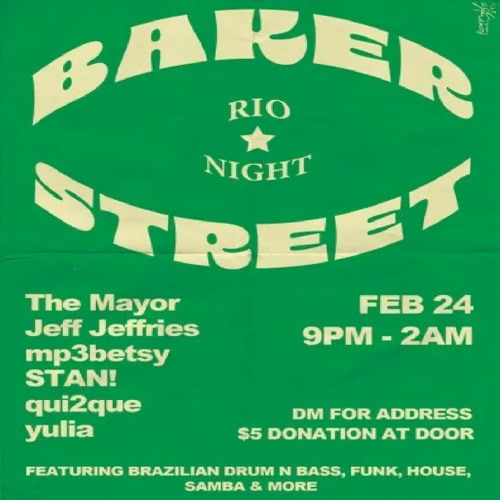 BAKER
RIO
NIGHT
STREET
The Mayor
Jeff Jeffries
mp3betsy
STAN!
qui2que
yulia
FEB 24
9PM - 2AM
DM FOR ADDRESS
$5 DONATION AT DOOR
FEATURING BRAZILIAN DRUM N BASS, FUNK, HOUSE,
SAMBA & MORE